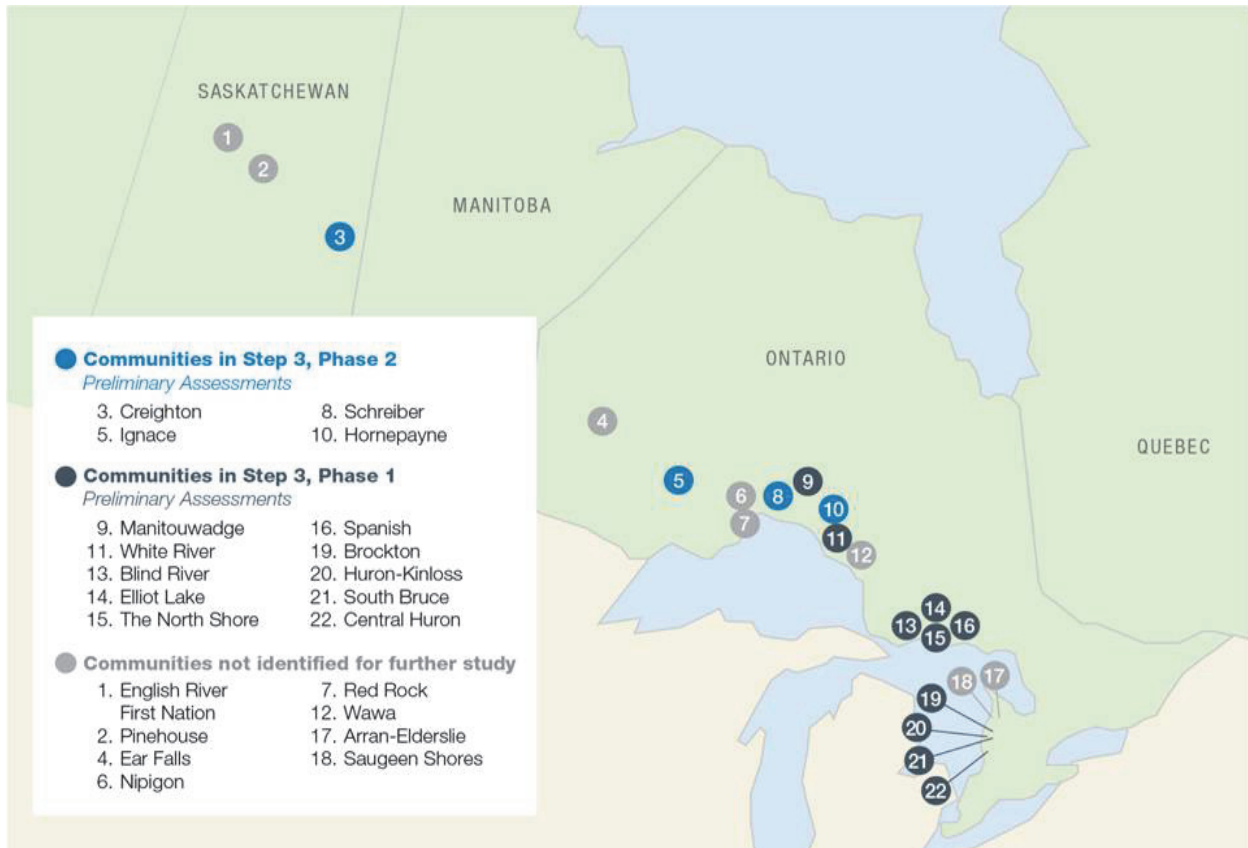 SASKATCHEWAN
1
2
MANITOBA
3
ONTARIO
QUEBEC
4
5
6
7
8
9
10
11
12
13
14
15
16
17
18
19
20
21
22
Communities in Step 3, Phase 2
Preliminary Assessments
3. Creighton
5. Ignace
8. Schreiber
10. Hornepayne
Communities in Step 3, Phase 1
Preliminary Assessments
9. Manitouwadge
11. White River
13. Blind River
14. Elliot Lake
15. The North Shore
16. Spanish
19. Brockton
20. Huron-Kinloss
21. South Bruce
22. Central Huron
Communities not identified for further study
1. English River
First Nation
2. Pinehouse
4. Ear Falls
6. Nipigon
7. Red Rock
12. Wawa
17. Arran-Elderslie
18. Saugeen Shores